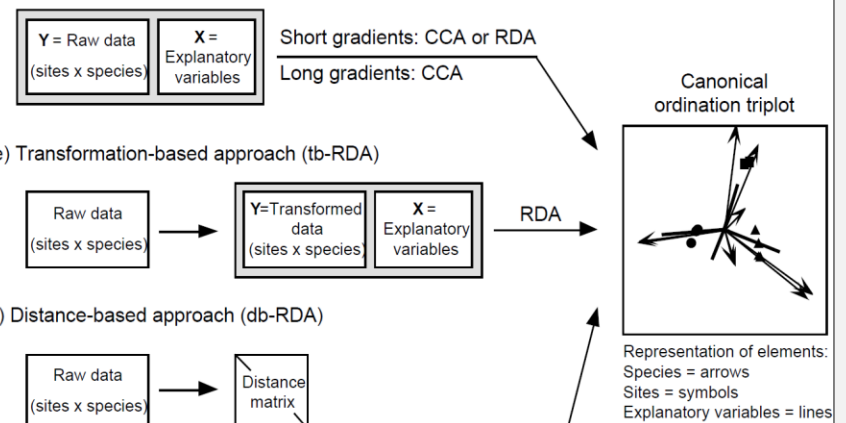 Y = Raw data
(sites x species)
X =
Explanatory
variables
Short gradients: CCA or RDA
Long gradients: CCA
Canonical
ordination triplot
e) Transformation-based approach (tb-RDA)
Raw data
(sites x species)
Y=Transformed
data
(sites x species)
X =
Explanatory
variables
RDA
) Distance-based approach (db-RDA)
Raw data
(sites x species)
Distance
matrix
Representation of elements:
Species = arrows
Sites = symbols
Explanatory variables = lines